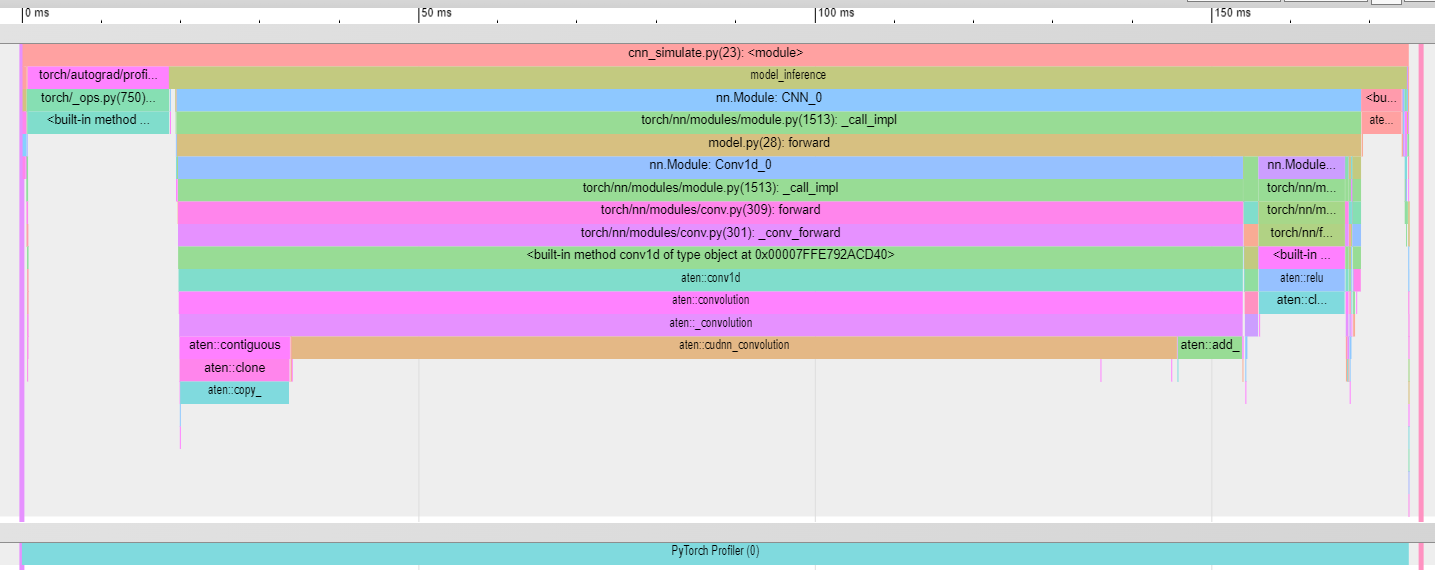 0 ms 50 ms 100 ms 150 ms
cnn_simulate.py(23): <module>
torch/autograd/profi... model_inference
torch/_ops.py(750)... nn.Module: CNN_0 <bu...
<built-in method ... torch/nn/modules/module.py(1513): _call_impl ate...
model.py(28): forward
nn.Module: Conv1d_0 nn.Module...
torch/nn/modules/module.py(1513): _call_impl torch/nn/m...
torch/nn/modules/conv.py(309): forward torch/nn/m...
torch/nn/modules/conv.py(301): _conv_forward torch/nn/f...
<built-in method conv1d of type object at 0x00007FFE792ACD40> <built-in ...
aten::conv1d aten::relu
aten::convolution aten::cl...
aten::_convolution
aten::contiguous aten::cudnn_convolution aten::add_
aten::clone
aten::copy_
PyTorch Profiler (0)